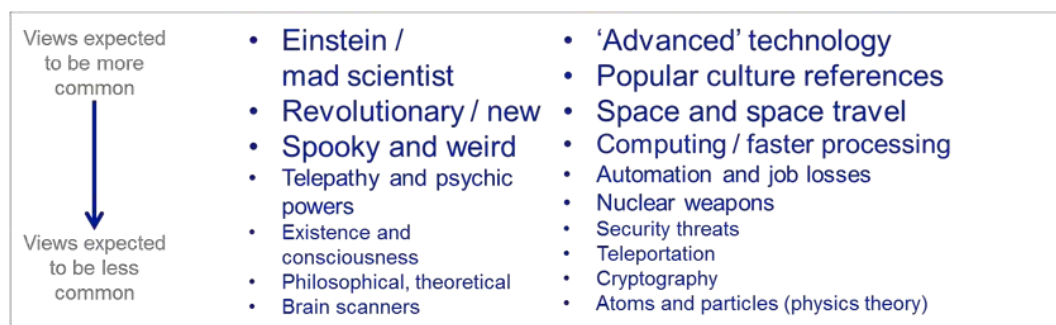 Views expected
to be more
common
Views expected
to be less
common
• Einstein /
mad scientist
• Revolutionary / new
• Spooky and weird
• Telepathy and psychic
powers
• Existence and
consciousness
• Philosophical, theoretical
• Brain scanners
• ‘Advanced’ technology
• Popular culture references
• Space and space travel
• Computing / faster processing
• Automation and job losses
• Nuclear weapons
• Security threats
• Teleportation
• Cryptography
• Atoms and particles (physics theory)